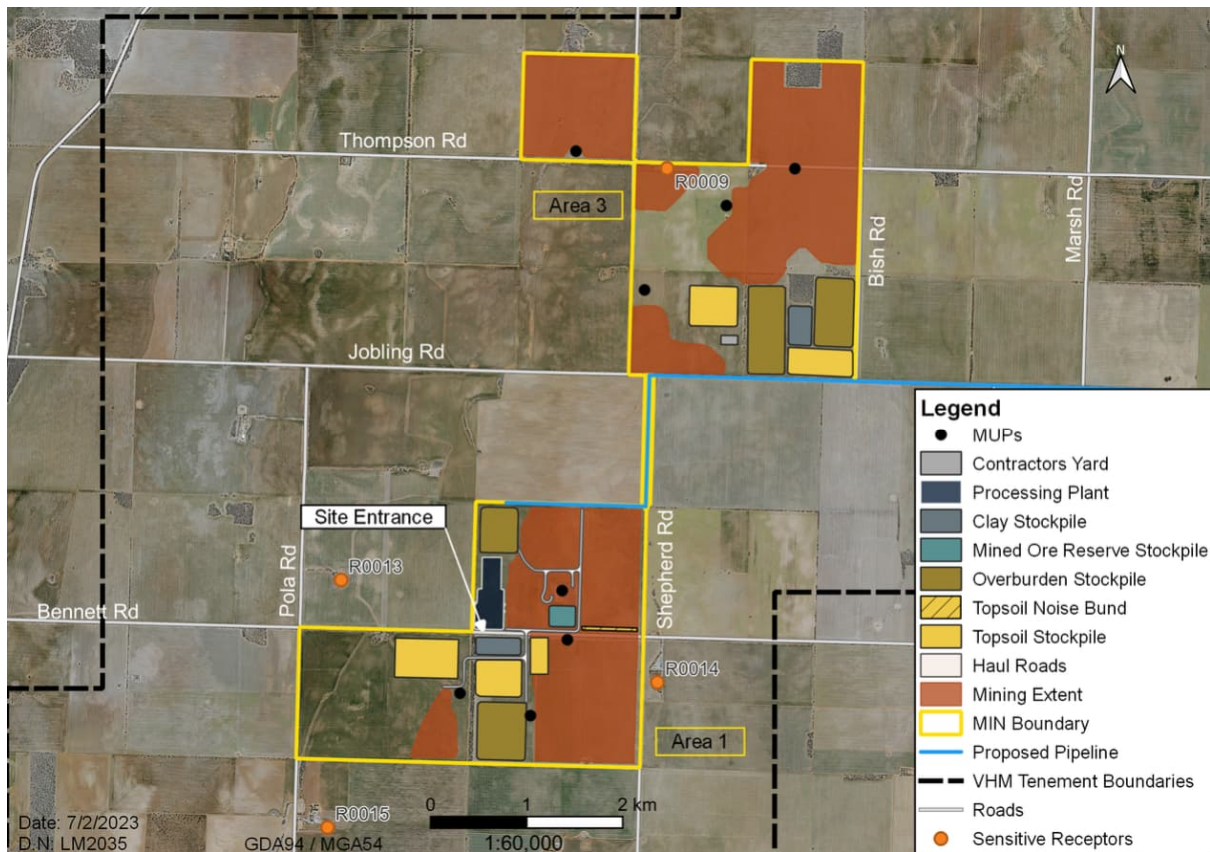 N
Thompson Rd
R0009
Area 3
Bish Rd
Marsh Rd
Jobling Rd
Site Entrance
Pola Rd
R0013
Shepherd Rd
Bennett Rd
R0014
Area 1
R0015
0 1 2 km
Date: 7/2/2023
D.N: LM2035
GDA94 / MGA54
1:60,000
Legend
MUPs
Contractors Yard
Processing Plant
Clay Stockpile
Mined Ore Reserve Stockpile
Overburden Stockpile
Topsoil Noise Bund
Topsoil Stockpile
Haul Roads
Mining Extent
MIN Boundary
Proposed Pipeline
VHM Tenement Boundaries
Roads
Sensitive Receptors